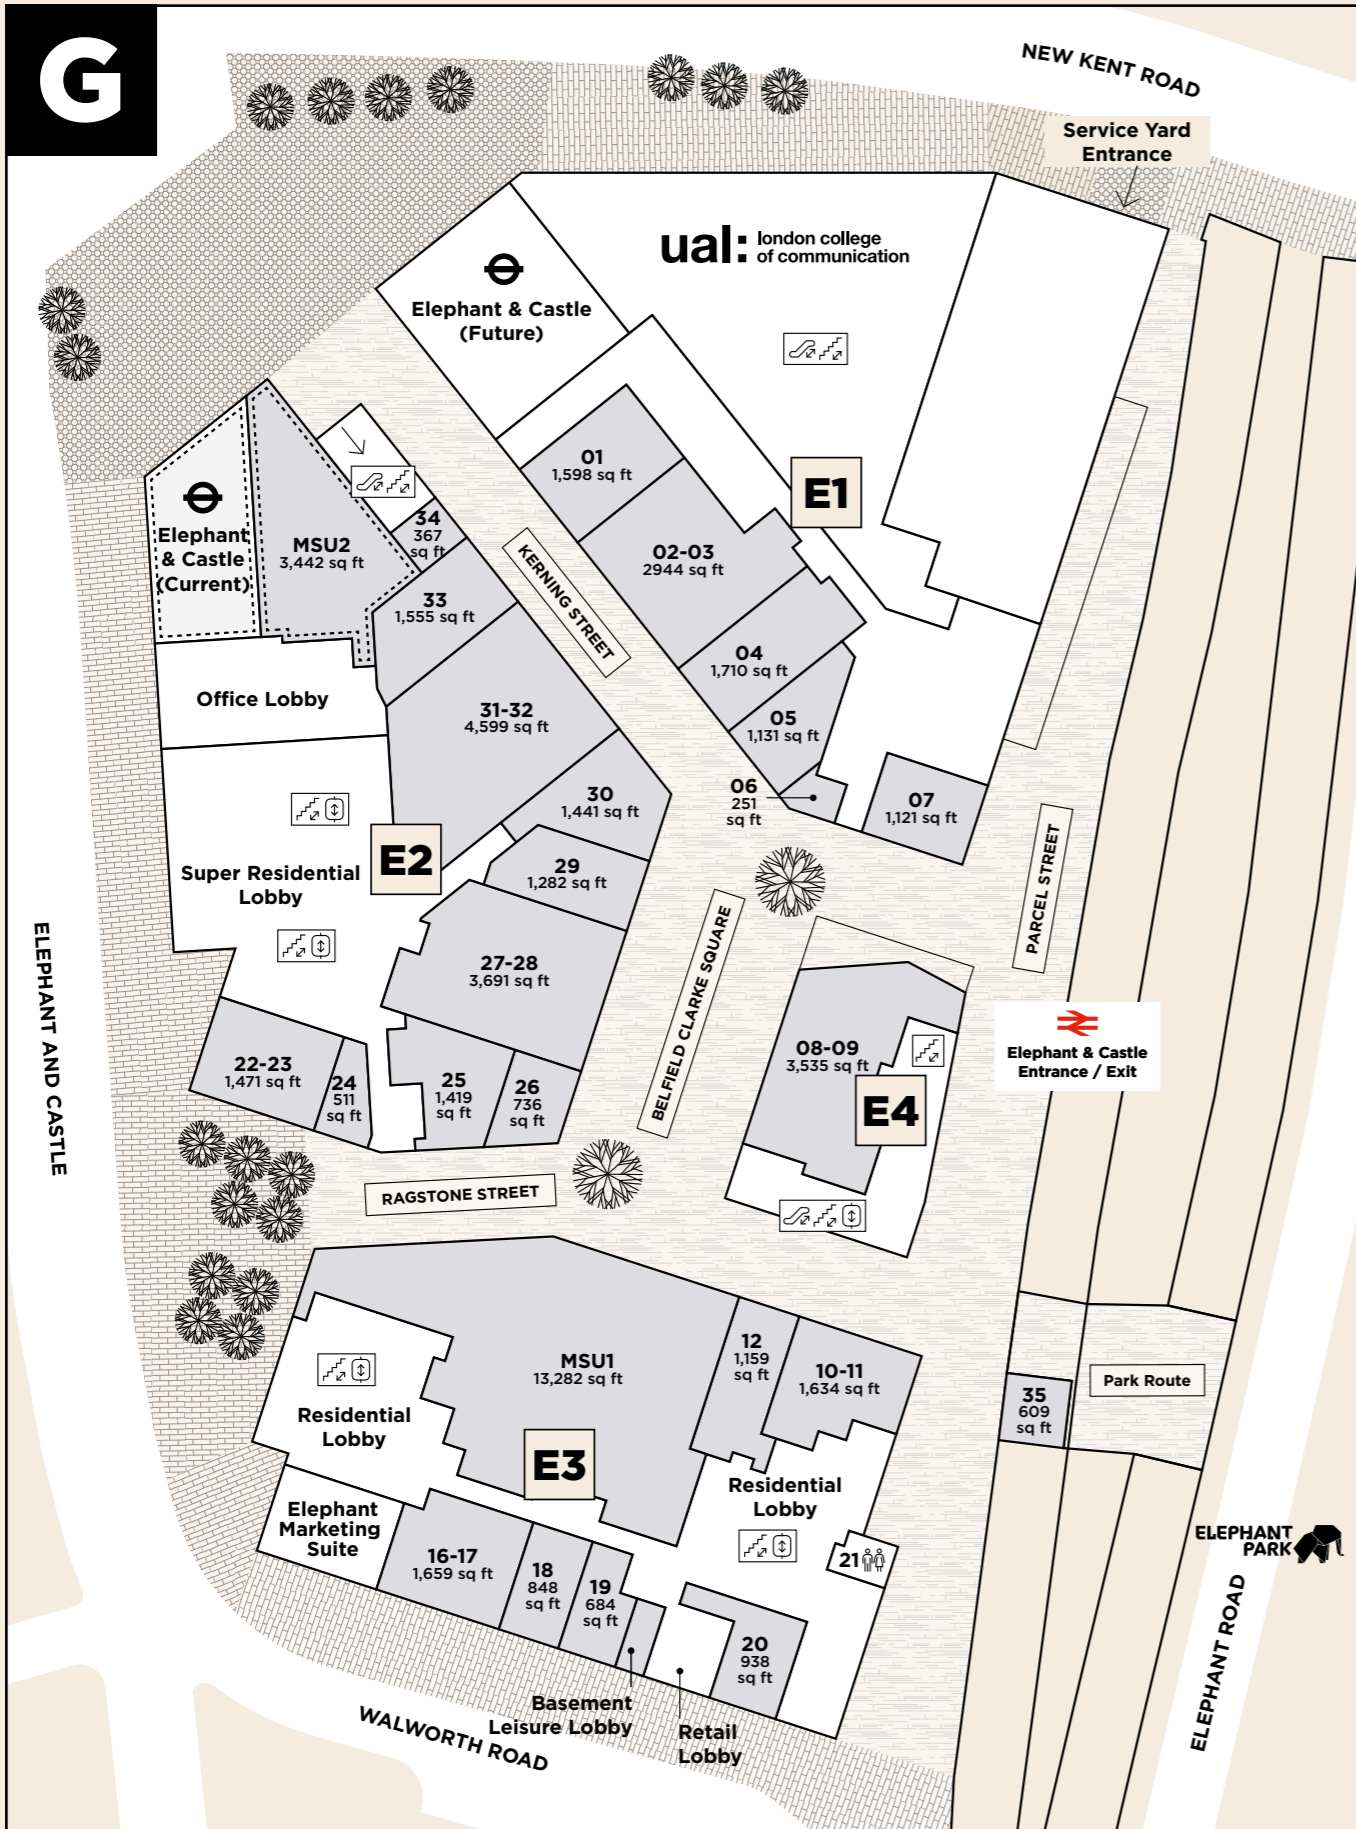 G
NEW KENT ROAD
Service Yard
Entrance
ual: london college
of communication
Elephant & Castle
(Future)
01
1,598 sq ft
E1
02-03
2944 sq ft
Elephant
& Castle
(Current)
MSU2
3,442 sq ft
34
367
sq ft
KERNING STREET
33
1,555 sq ft
04
1,710 sq ft
Office Lobby
31-32
4,599 sq ft
05
1,131 sq ft
06
251
sq ft
07
1,121 sq ft
30
1,441 sq ft
E2
29
1,282 sq ft
Super Residential
Lobby
PARCEL STREET
BELFIELD CLARKE SQUARE
27-28
3,691 sq ft
ELEPHANT AND CASTLE
22-23
1,471 sq ft
24
511
sq ft
25
1,419
sq ft
26
736
sq ft
08-09
3,535 sq ft
E4
Elephant & Castle
Entrance / Exit
RAGSTONE STREET
MSU1
13,282 sq ft
12
1,159
sq ft
10-11
1,634 sq ft
Park Route
35
609
sq ft
Residential
Lobby
E3
Residential
Lobby
Elephant
Marketing
Suite
16-17
1,659 sq ft
18
848
sq ft
19
684
sq ft
21
20
938
sq ft
ELEPHANT
PARK
ELEPHANT ROAD
Basement
Leisure Lobby
Retail
Lobby
WALWORTH ROAD